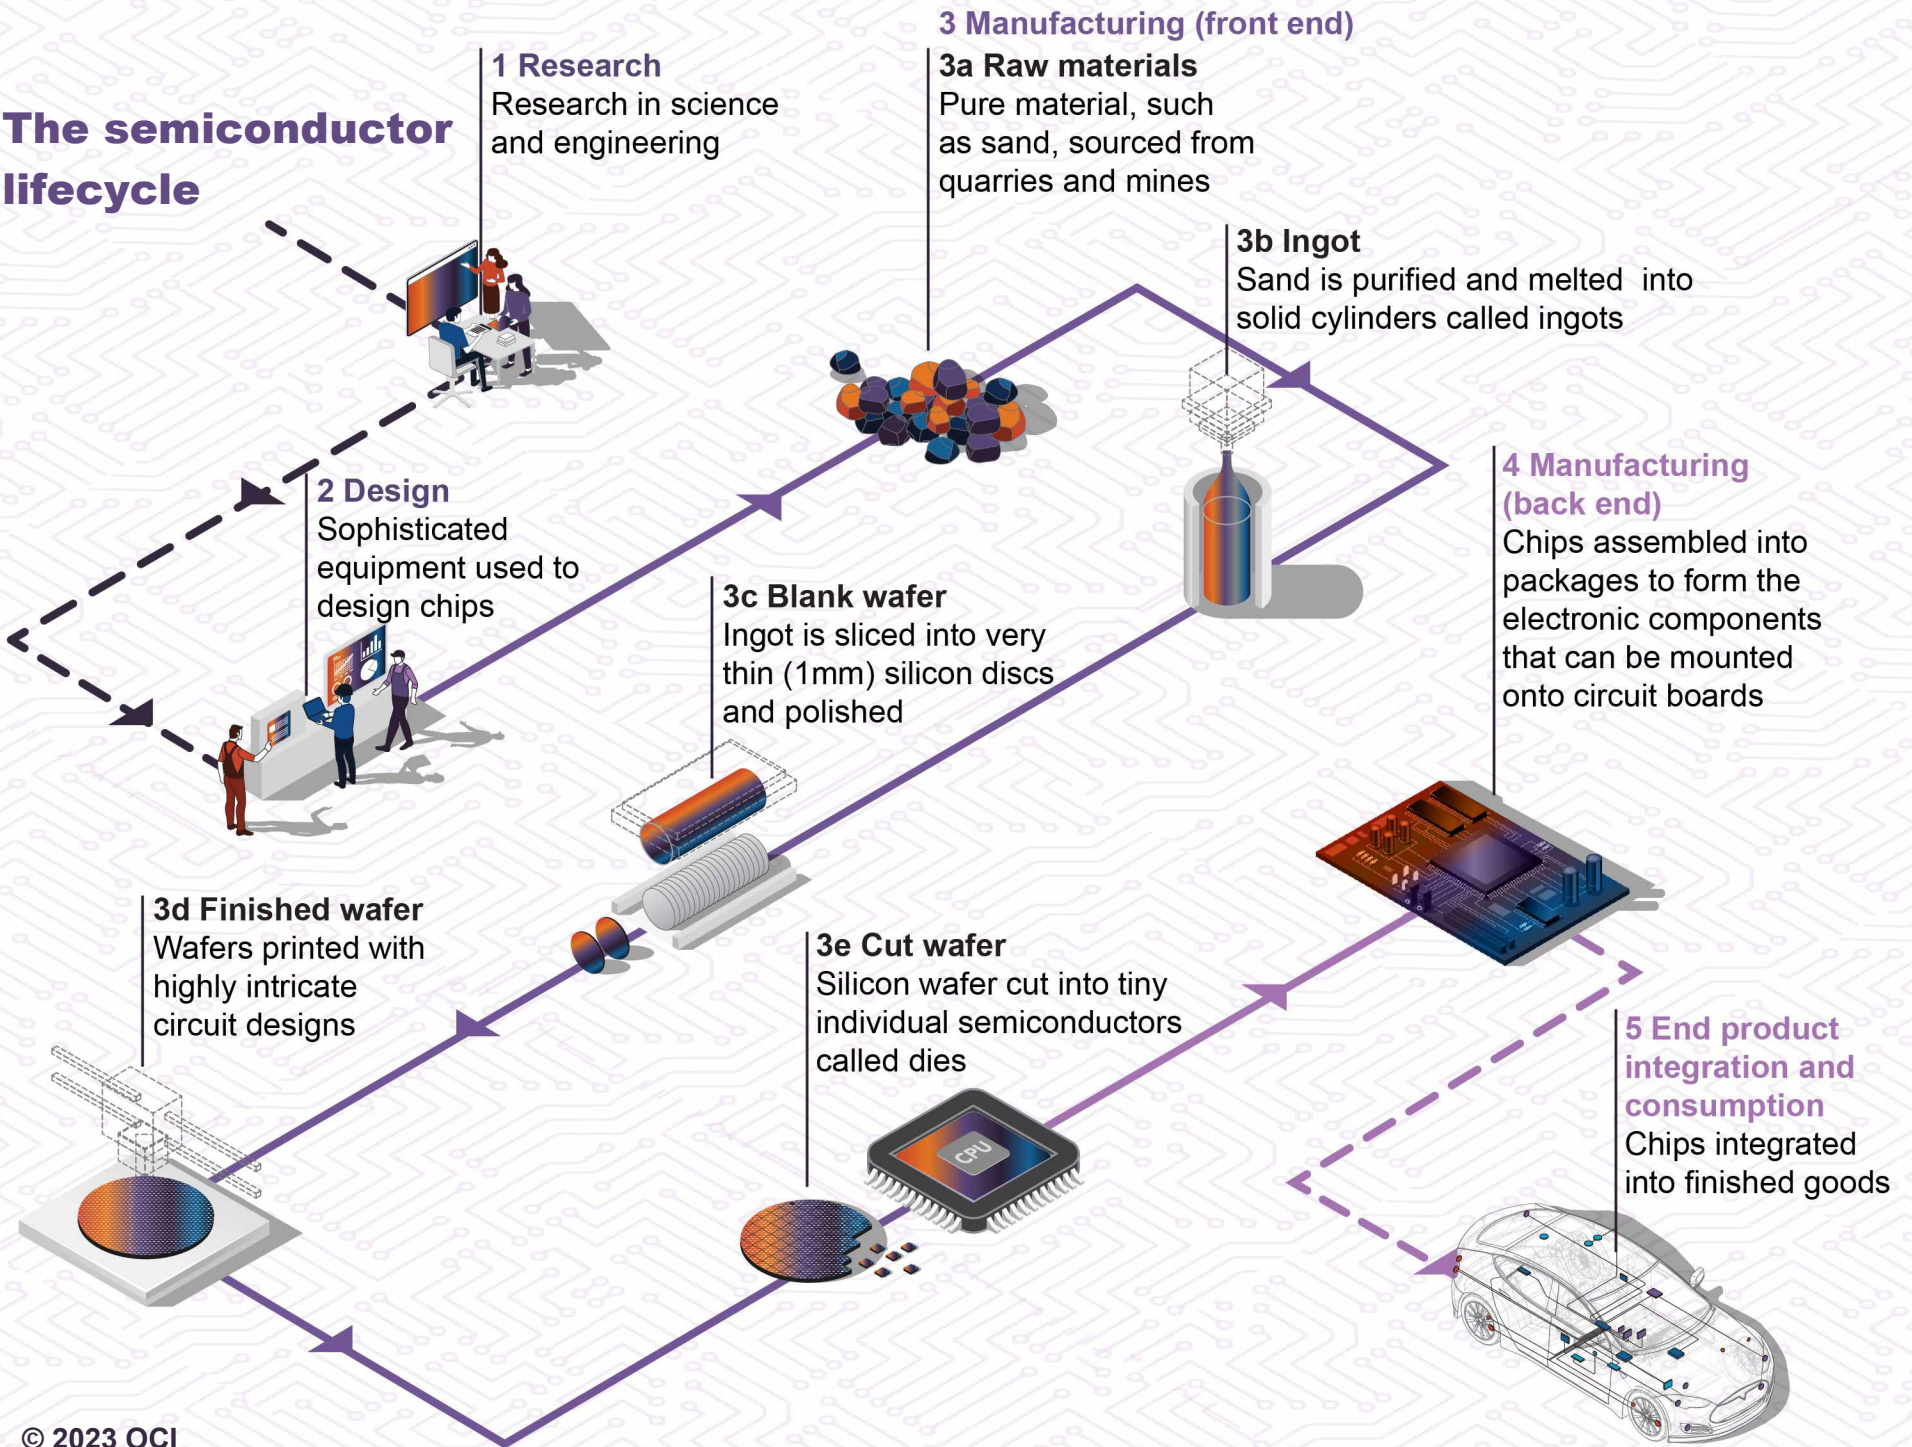 The semiconductor
lifecycle
1 Research
Research in science
and engineering
2 Design
Sophisticated
equipment used to
design chips
3 Manufacturing (front end)
3a Raw materials
Pure material, such
as sand, sourced from
quarries and mines
3b Ingot
Sand is purified and melted into
solid cylinders called ingots
3c Blank wafer
Ingot is sliced into very
thin (1mm) silicon discs
and polished
3d Finished wafer
Wafers printed with
highly intricate
circuit designs
3e Cut wafer
Silicon wafer cut into tiny
individual semiconductors
called dies
CPU
4 Manufacturing
(back end)
Chips assembled into
packages to form the
electronic components
that can be mounted
onto circuit boards
5 End product
integration and
consumption
Chips integrated
into finished goods
© 2023 OCI